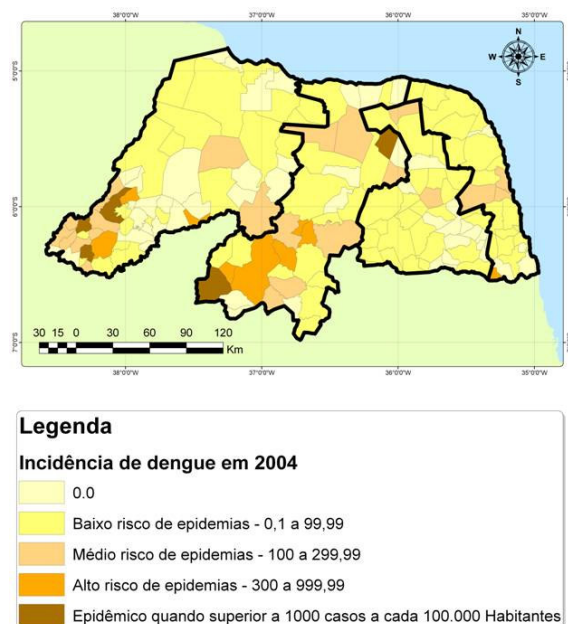 38°0'0"O 37°0'0"O 36°0'0"O 35°0'0"O
N
W E
S
5°0'0"S
6°0'0"S
7°0'0"S
30 15 0 30 60 90 120
Km
38°0'0"O 37°0'0"O 36°0'0"O 35°0'0"O
Legenda
Incidência de dengue em 2004
0.0
Baixo risco de epidemias - 0,1 a 99,99
Médio risco de epidemias - 100 a 299,99
Alto risco de epidemias - 300 a 999,99
Epidêmico quando superior a 1000 casos a cada 100.000 Habitantes